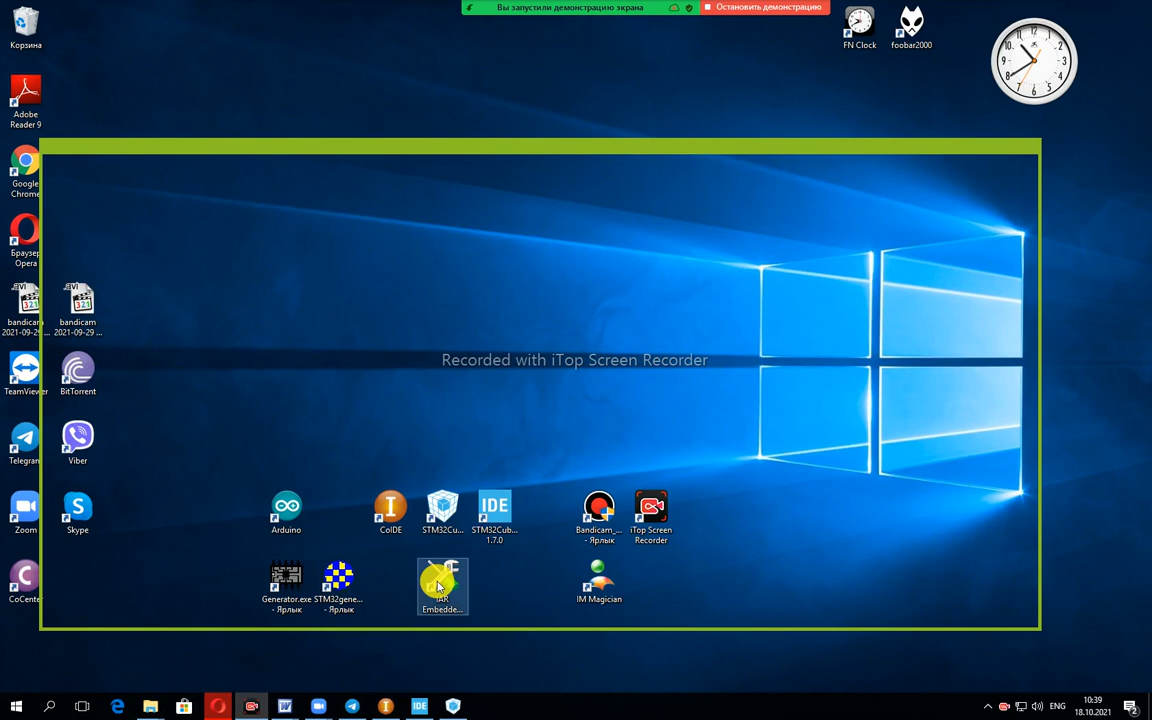 Вы запустили демонстрацию экрана
Остановить демонстрацию
Корзина
FN Clock
foobar2000
Adobe
Reader 9
Google
Chrome
Браузер
Opera
bandicam
2021-09-29 ...
bandicam
2021-09-29 ...
TeamViewer
BitTorrent
Recorded with iTop Screen Recorder
Telegram
Viber
Zoom
Skype
Arduino
CoIDE
STM32Cu...
IDE
STM32Cub...
1.7.0
Bandicam_...
- Ярлык
iTop Screen
Recorder
CoCenter
Generator.exe
- Ярлык
STM32gene...
- Ярлык
IAR
Embedde...
IM Magician
IDE
ENG
10:39
18.10.2021
2